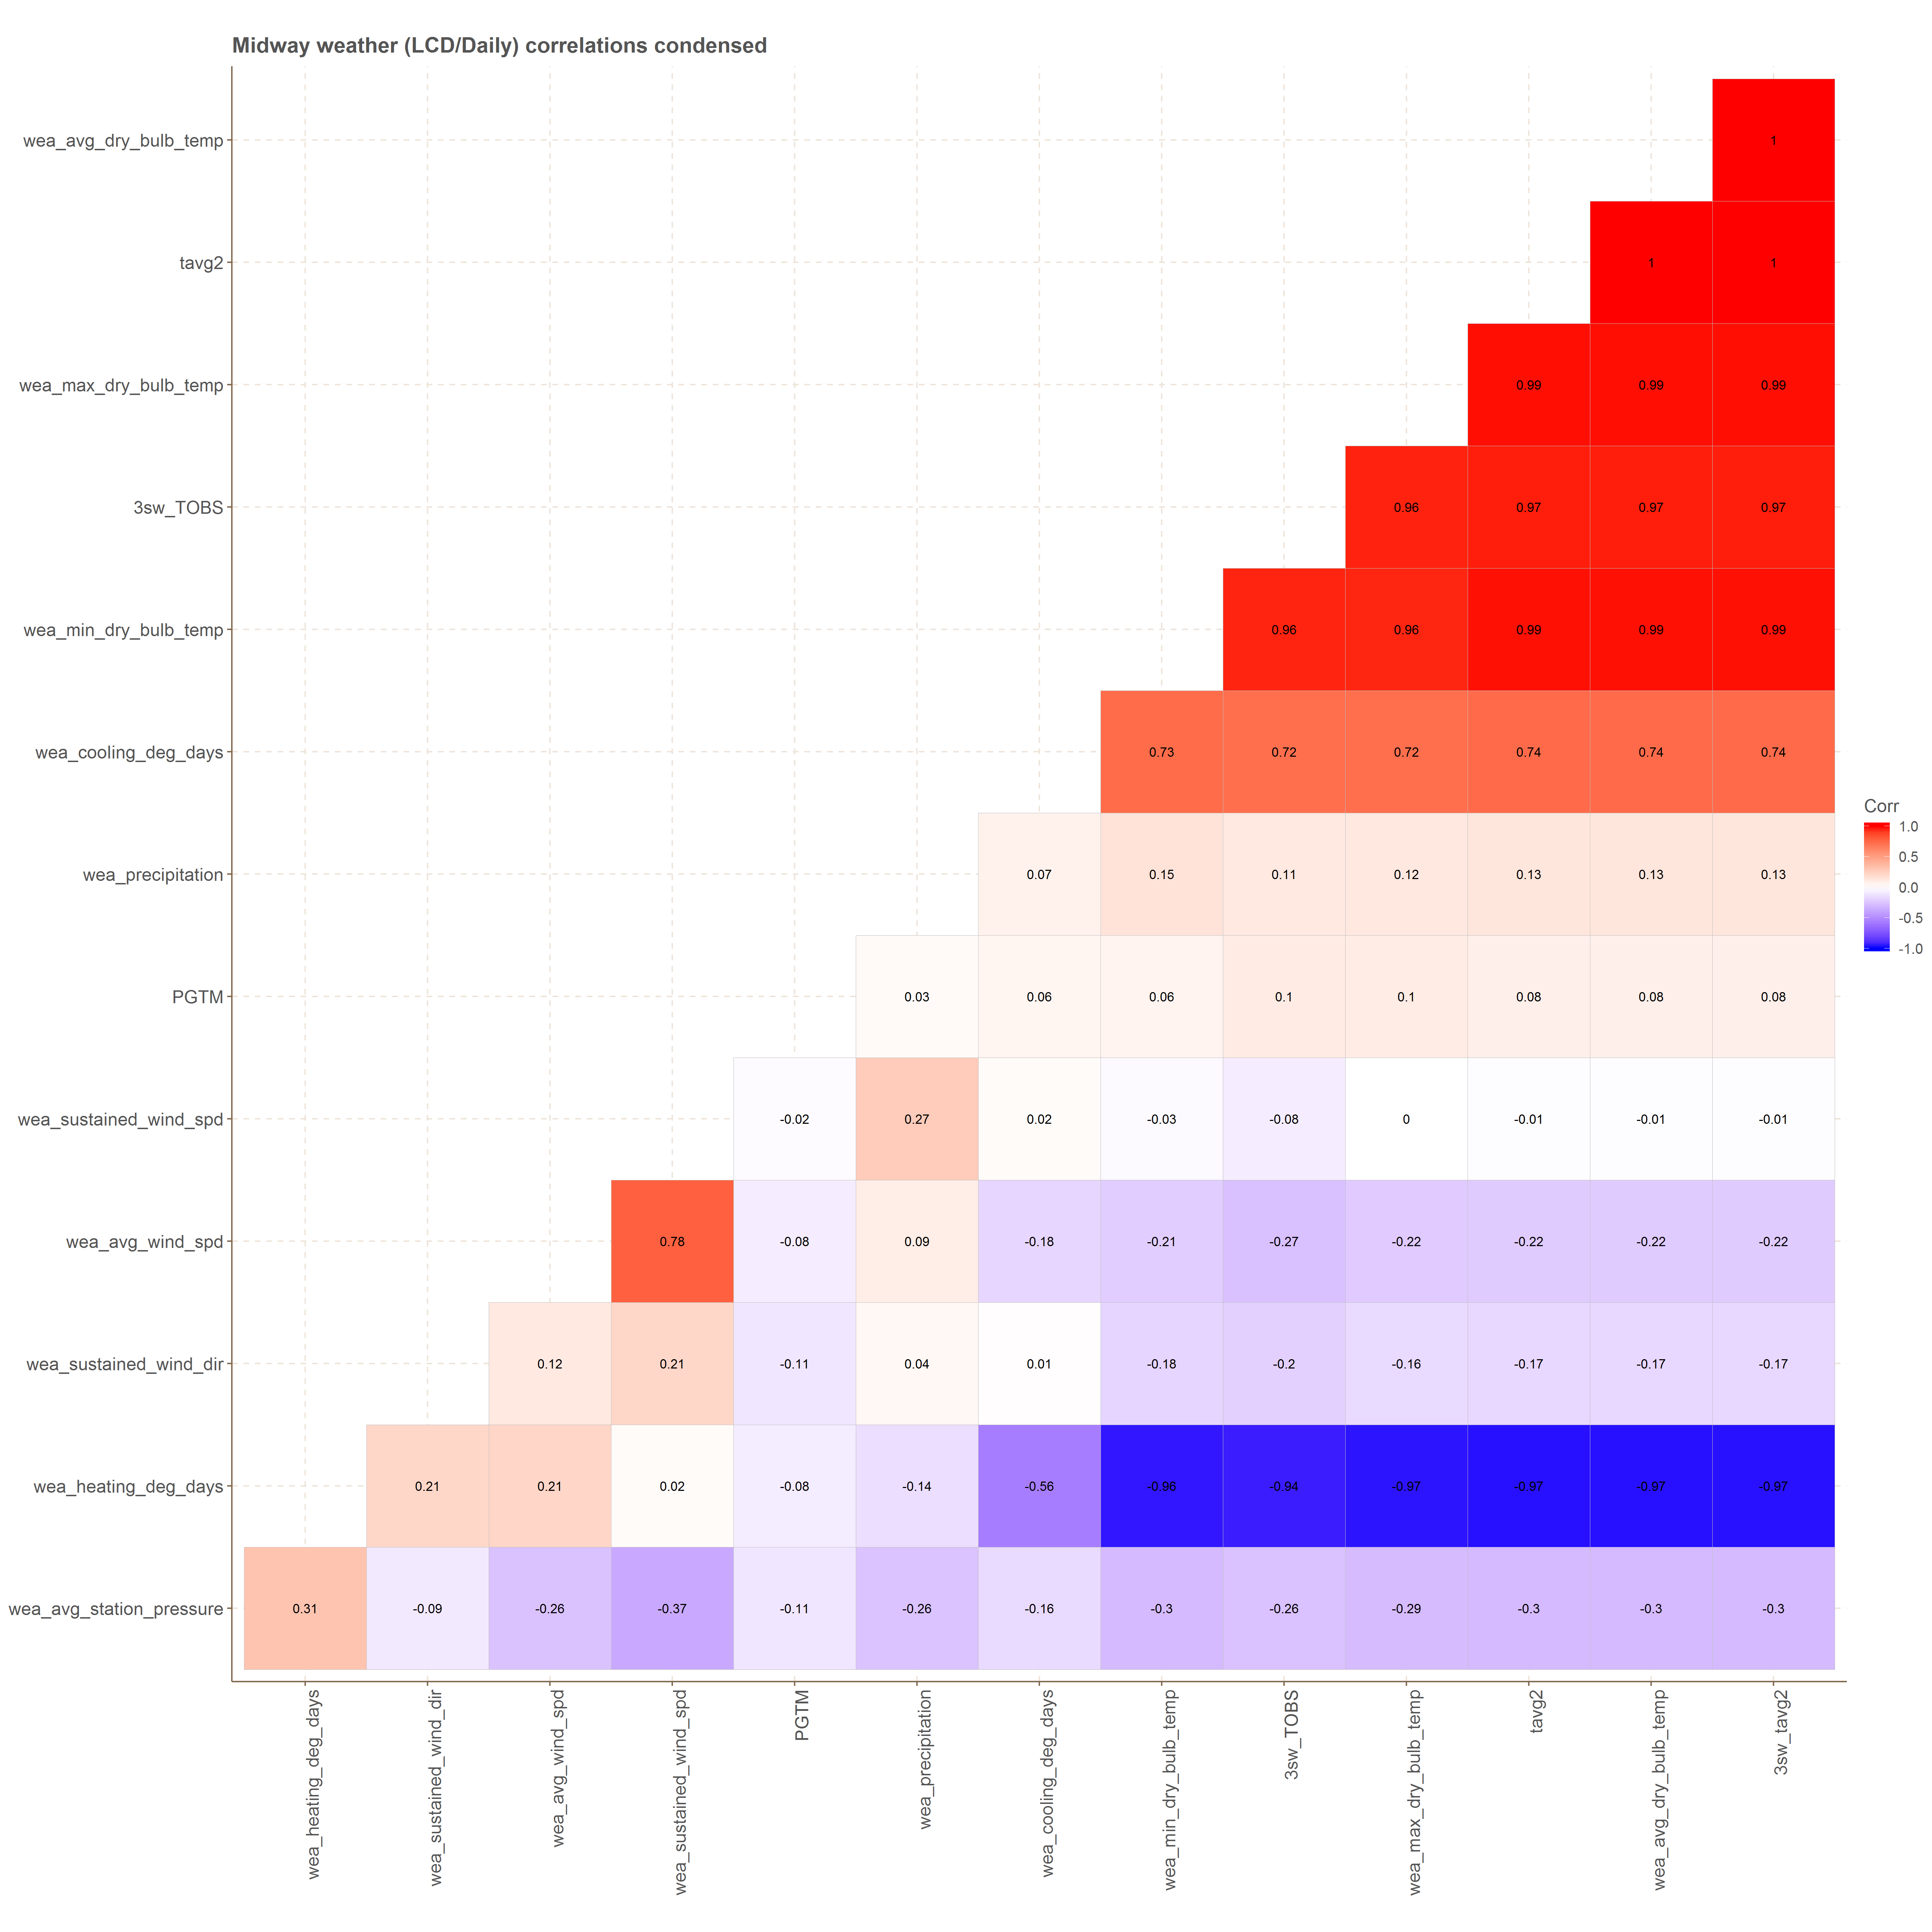 Midway weather (LCD/Daily) correlations condensed
wea_avg_dry_bulb_temp
1
tavg2
1 1
wea_max_dry_bulb_temp
0.99 0.99 0.99
3sw_TOBS
0.96 0.97 0.97 0.97
wea_min_dry_bulb_temp
0.96 0.96 0.99 0.99 0.99
wea_cooling_deg_days
0.73 0.72 0.72 0.74 0.74 0.74
wea_precipitation
0.07 0.15 0.11 0.12 0.13 0.13 0.13
PGTM
0.03 0.06 0.06 0.1 0.1 0.08 0.08 0.08
wea_sustained_wind_spd
-0.02 0.27 0.02 -0.03 -0.08 0 -0.01 -0.01 -0.01
wea_avg_wind_spd
0.78 -0.08 0.09 -0.18 -0.21 -0.27 -0.22 -0.22 -0.22 -0.22
wea_sustained_wind_dir
0.12 0.21 -0.11 0.04 0.01 -0.18 -0.2 -0.16 -0.17 -0.17 -0.17
wea_heating_deg_days
0.21 0.21 0.02 -0.08 -0.14 -0.56 -0.96 -0.94 -0.97 -0.97 -0.97 -0.97
wea_avg_station_pressure
0.31 -0.09 -0.26 -0.37 -0.11 -0.26 -0.16 -0.3 -0.26 -0.29 -0.3 -0.3 -0.3
wea_heating_deg_days
wea_sustained_wind_dir
wea_avg_wind_spd
wea_sustained_wind_spd
PGTM
wea_precipitation
wea_cooling_deg_days
wea_min_dry_bulb_temp
3sw_TOBS
wea_max_dry_bulb_temp
tavg2
wea_avg_dry_bulb_temp
3sw_tavg2
Corr
1.0
0.5
0.0
-0.5
-1.0